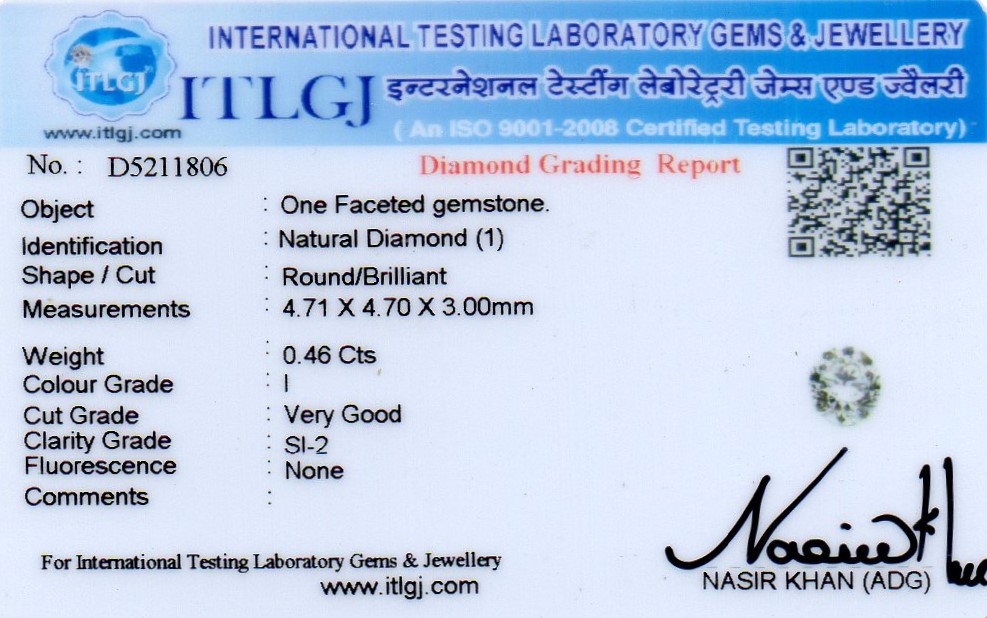 INTERNATIONAL TESTING LABORATORY GEMS & JEWELLERY
ITLGJ
ITLGJ इन्टरनेशनल टेस्टींग लेबोरेट्ररी जेम्स एण्ड ज्वैलरी
www.itlgj.com
( An ISO 9001-2008 Certified Testing Laboratory)
No. : D5211806
Diamond Grading Report
Object : One Faceted gemstone.
Identification : Natural Diamond (1)
Shape / Cut : Round/Brilliant
Measurements : 4.71 X 4.70 X 3.00mm
Weight : 0.46 Cts
Colour Grade : I
Cut Grade : Very Good
Clarity Grade : SI-2
Fluorescence : None
Comments :
For International Testing Laboratory Gems & Jewellery
www.itlgj.com
NASIR KHAN (ADG)